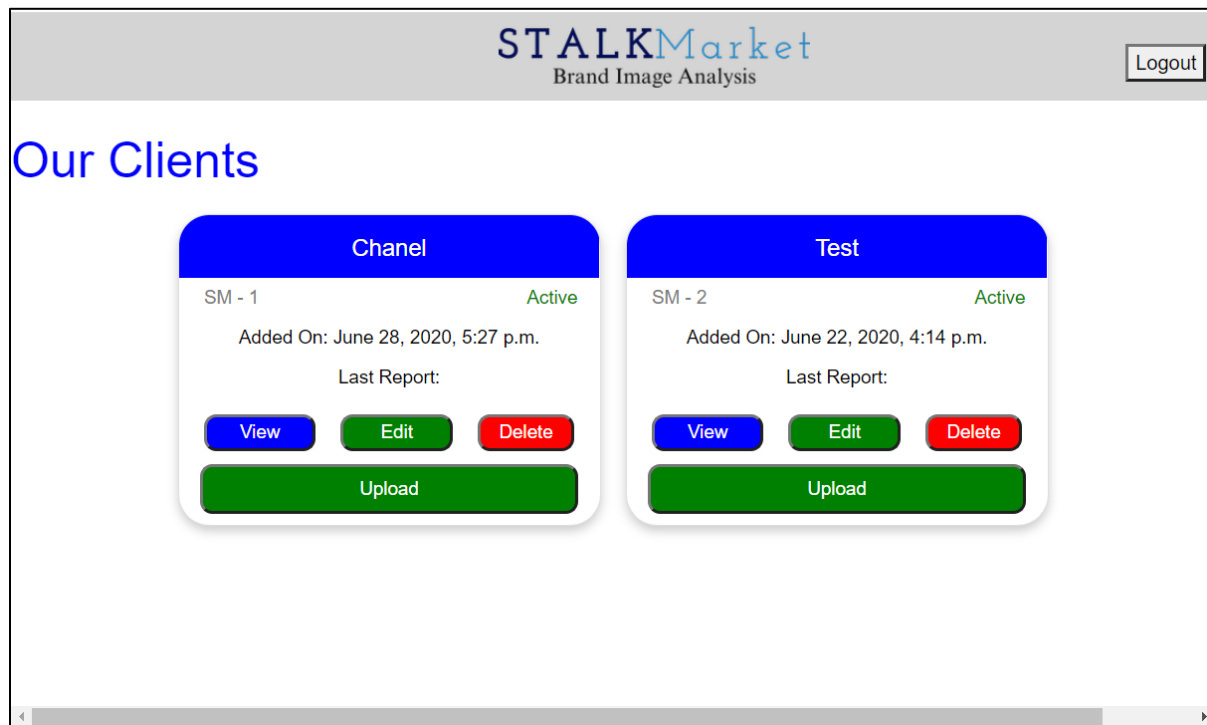 STALKMarket
Brand Image Analysis
Logout
Our Clients
Chanel
SM - 1
Active
Added On: June 28, 2020, 5:27 p.m.
Last Report:
View
Edit
Delete
Upload
Test
SM - 2
Active
Added On: June 22, 2020, 4:14 p.m.
Last Report:
View
Edit
Delete
Upload